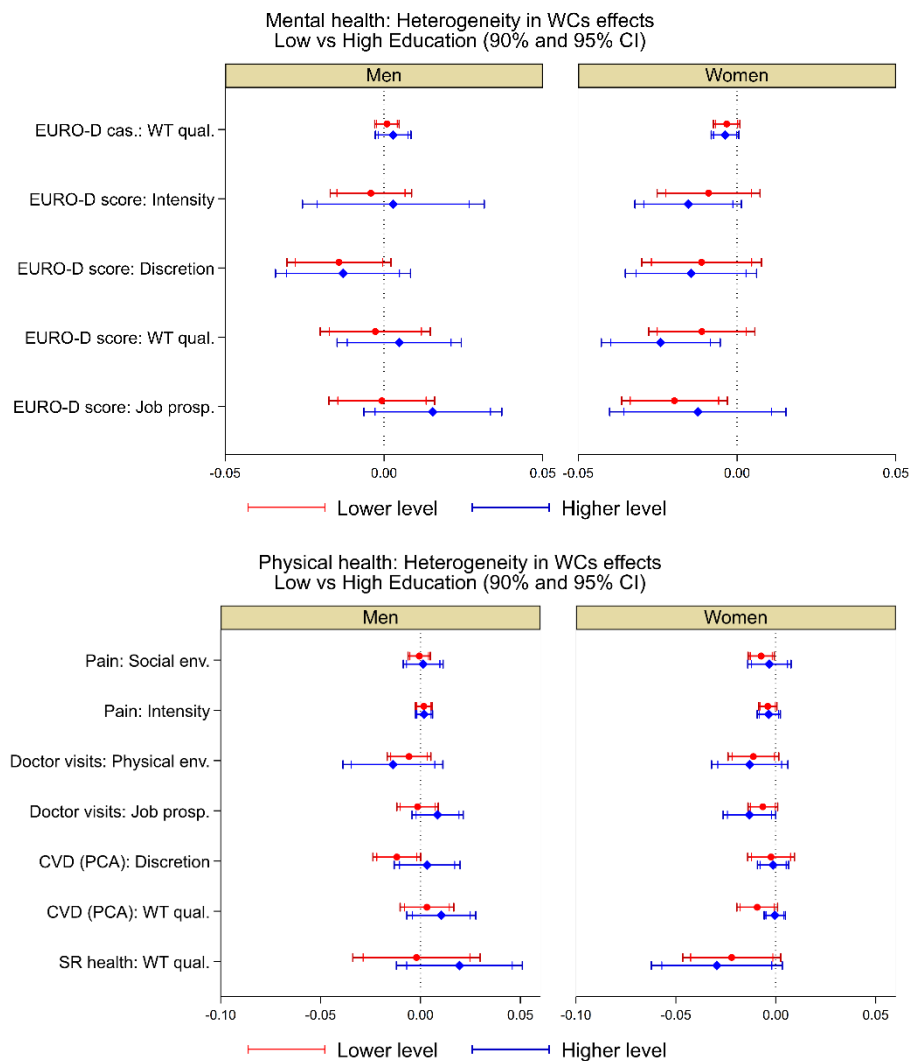 Mental health: Heterogeneity in WCs effects
Low vs High Education (90% and 95% CI)
Men
Women
EURO-D cas.: WT qual.
EURO-D score: Intensity
EURO-D score: Discretion
EURO-D score: WT qual.
EURO-D score: Job prosp.
-0.05 0.00 0.05
-0.05 0.00 0.05
Lower level
Higher level
Physical health: Heterogeneity in WCs effects
Low vs High Education (90% and 95% CI)
Men
Women
Pain: Social env.
Pain: Intensity
Doctor visits: Physical env.
Doctor visits: Job prosp.
CVD (PCA): Discretion
CVD (PCA): WT qual.
SR health: WT qual.
-0.10 -0.05 0.00 0.05
-0.10 -0.05 0.00 0.05
Lower level
Higher level